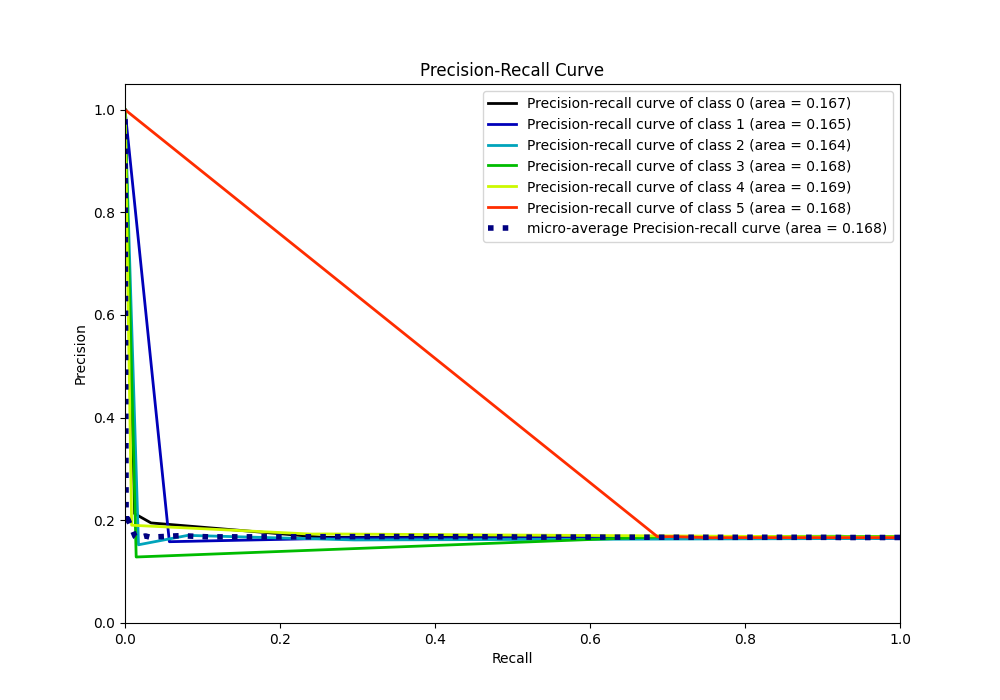 Precision-Recall Curve
Precision-recall curve of class 0 (area = 0.167)
Precision-recall curve of class 1 (area = 0.165)
Precision-recall curve of class 2 (area = 0.164)
Precision-recall curve of class 3 (area = 0.168)
Precision-recall curve of class 4 (area = 0.169)
Precision-recall curve of class 5 (area = 0.168)
micro-average Precision-recall curve (area = 0.168)
1.0
0.8
0.6
0.4
0.2
0.0
Precision
0.0 0.2 0.4 0.6 0.8 1.0
Recall